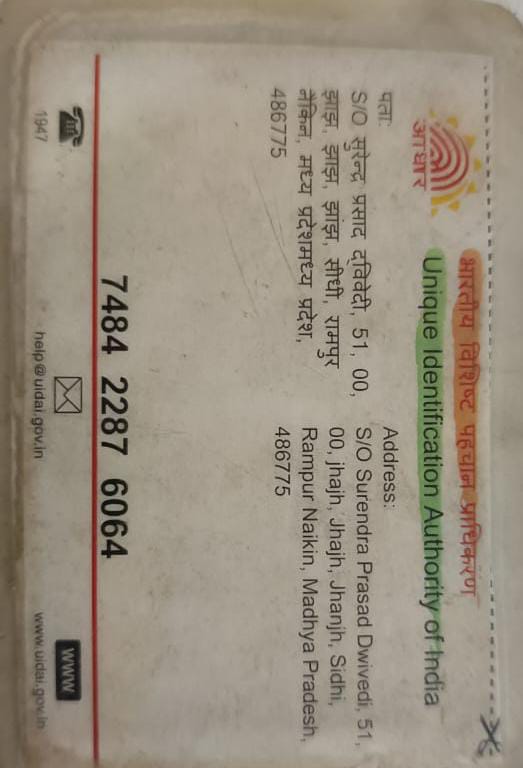 भारतीय विशिष्ट पहचान प्राधिकरण
Unique Identification Authority of India
आधार
पता:
S/O सुरेन्द्र प्रसाद द्विवेदी, 51, 00,
झाझ, झाझ, झांझ, सीधी, रामपुर
नैकिन, मध्य प्रदेशमध्य प्रदेश,
486775
Address:
S/O Surendra Prasad Dwivedi, 51,
00, jhajh, Jhajh, Jhanjh, Sidhi,
Rampur Naikin, Madhya Pradesh,
486775
7484 2287 6064
1947
help@uidai.gov.in
www
www.uidai.gov.in